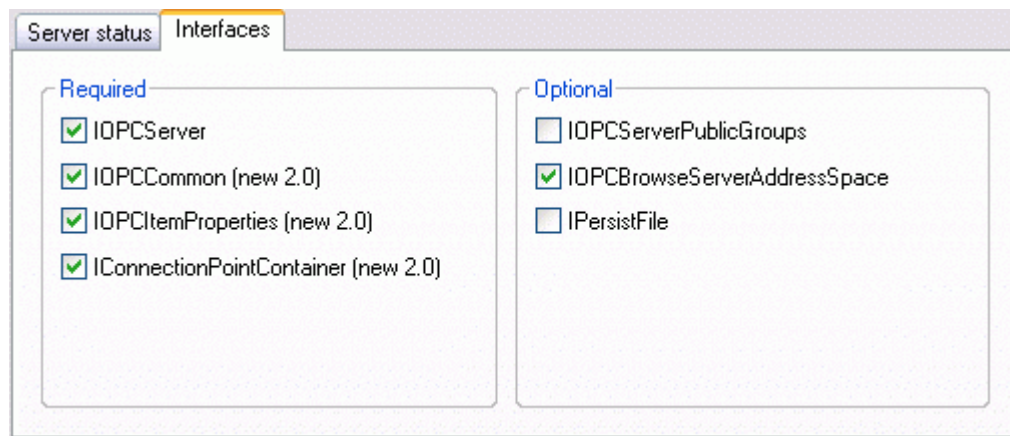 Server status
Interfaces
Required
IOPCServer
IOPCCommon (new 2.0)
IOPCItemProperties (new 2.0)
IConnectionPointContainer (new 2.0)
Optional
IOPCServerPublicGroups
IOPCBrowseServerAddressSpace
IPersistFile